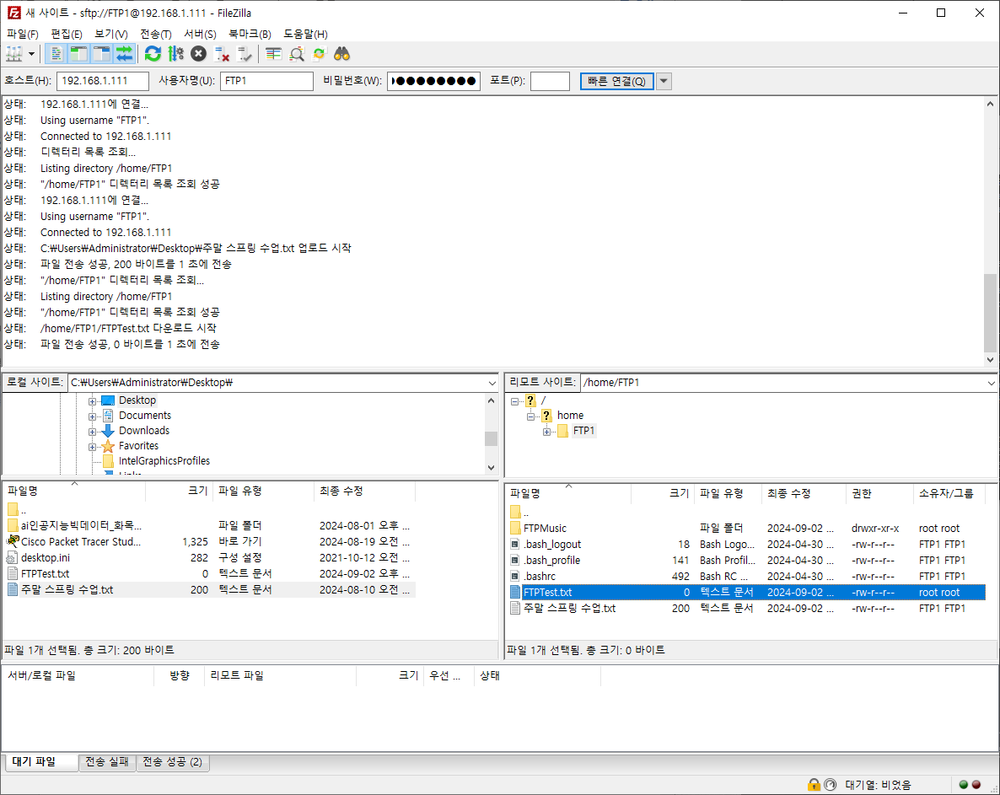 새 사이트 - sftp://FTP1@192.168.1.111 - FileZilla
파일(F) 편집(E) 보기(V) 전송(T) 서버(S) 북마크(B) 도움말(H)
호스트(H): 192.168.1.111 사용자명(U): FTP1 비밀번호(W): ●●●●●●●●● 포트(P): 빠른 연결(Q)
상태: 192.168.1.111에 연결...
상태: Using username "FTP1".
상태: Connected to 192.168.1.111
상태: 디렉터리 목록 조회...
상태: Listing directory /home/FTP1
상태: "/home/FTP1" 디렉터리 목록 조회 성공
상태: 192.168.1.111에 연결...
상태: Using username "FTP1".
상태: Connected to 192.168.1.111
상태: C:₩Users₩Administrator₩Desktop₩주말 스프링 수업.txt 업로드 시작
상태: 파일 전송 성공, 200 바이트를 1 초에 전송
상태: "/home/FTP1" 디렉터리 목록 조회...
상태: Listing directory /home/FTP1
상태: "/home/FTP1" 디렉터리 목록 조회 성공
상태: /home/FTP1/FTPTest.txt 다운로드 시작
상태: 파일 전송 성공, 0 바이트를 1 초에 전송
로컬 사이트: C:₩Users₩Administrator₩Desktop₩
Desktop
Documents
Downloads
Favorites
IntelGraphicsProfiles
파일명 크기 파일 유형 최종 수정
..
ai인공지능빅데이터_화목... 파일 폴더 2024-08-01 오후 ...
Cisco Packet Tracer Stud... 1,325 바로 가기 2024-08-19 오전 ...
desktop.ini 282 구성 설정 2021-10-12 오전 ...
FTPTest.txt 0 텍스트 문서 2024-09-02 오후 ...
주말 스프링 수업.txt 200 텍스트 문서 2024-08-10 오전 ...
파일 1개 선택됨. 총 크기: 200 바이트
리모트 사이트: /home/FTP1
/
home
FTP1
파일명 크기 파일 유형 최종 수정 권한 소유자/그룹
..
FTPMusic 파일 폴더 2024-09-02 ... drwxr-xr-x root root
.bash_logout 18 Bash Logo... 2024-04-30 ... -rw-r--r-- FTP1 FTP1
.bash_profile 141 Bash Profil... 2024-04-30 ... -rw-r--r-- FTP1 FTP1
.bashrc 492 Bash RC ... 2024-04-30 ... -rw-r--r-- FTP1 FTP1
FTPTest.txt 0 텍스트 문서 2024-09-02 ... -rw-r--r-- root root
주말 스프링 수업.txt 200 텍스트 문서 2024-09-02 ... -rw-r--r-- FTP1 FTP1
파일 1개 선택됨. 총 크기: 0 바이트
서버/로컬 파일 방향 리모트 파일 크기 우선 ... 상태
대기 파일 전송 실패 전송 성공 (2)
대기열: 비었음